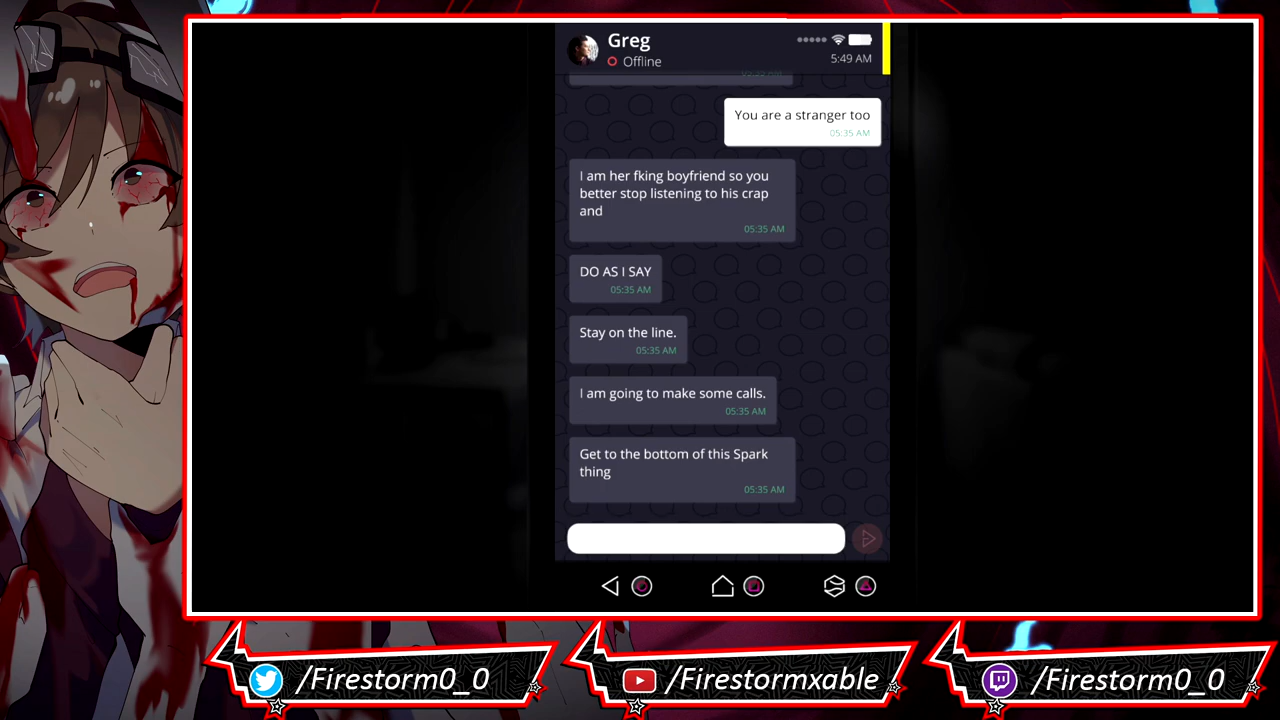 Greg
Offline
5:49 AM
You are a stranger too
05:35 AM
I am her fking boyfriend so you
better stop listening to his crap
and
05:35 AM
DO AS I SAY
05:35 AM
Stay on the line.
05:35 AM
I am going to make some calls.
05:35 AM
Get to the bottom of this Spark
thing
05:35 AM
/Firestorm0_0
/Firestormxable
/Firestorm0_0